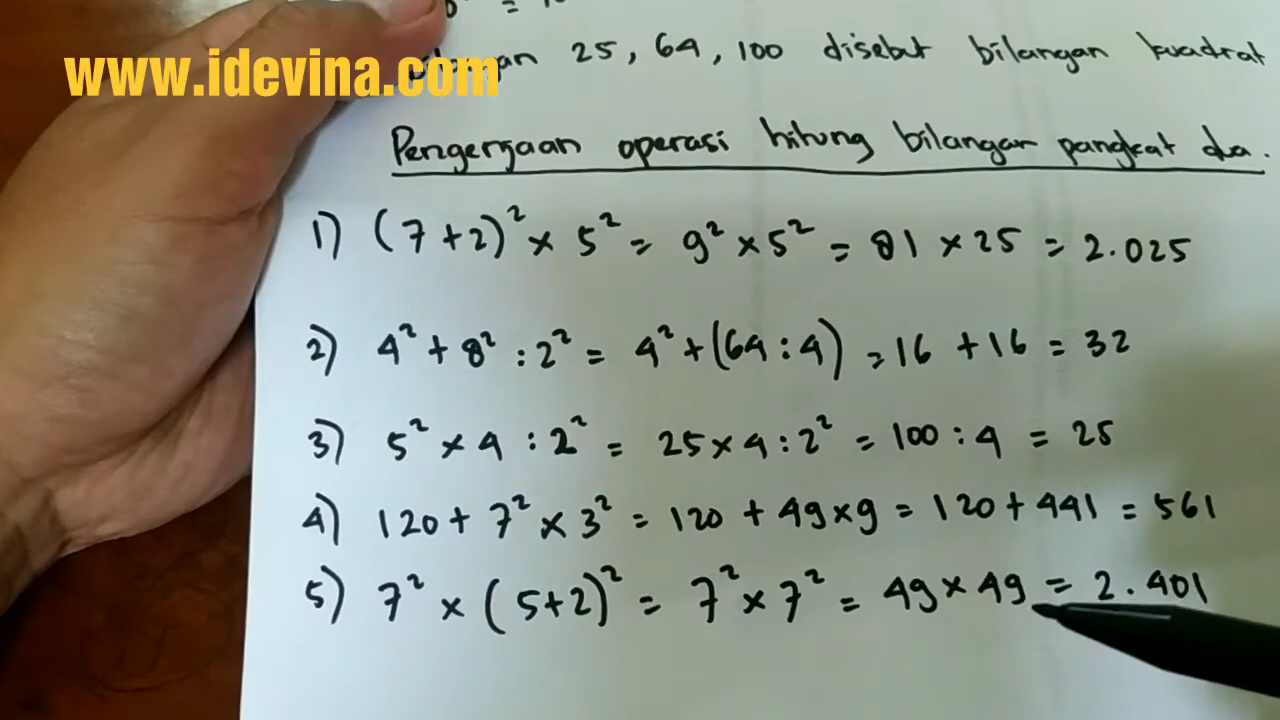 www.idevina.com
25, 64, 100 disebut bilangan kuadrat
Pengerjaan operasi hitung bilangan pangkat dua.
1) (7+2)² × 5² = 9² × 5² = 81 × 25 = 2.025
2) 4² + 8² : 2² = 4² + (64 : 4) = 16 + 16 = 32
3) 5² × 4 : 2² = 25 × 4 : 2² = 100 : 4 = 25
4) 120 + 7² × 3² = 120 + 49 × 9 = 120 + 441 = 561
5) 7² × (5+2)² = 7² × 7² = 49 × 49 = 2.401